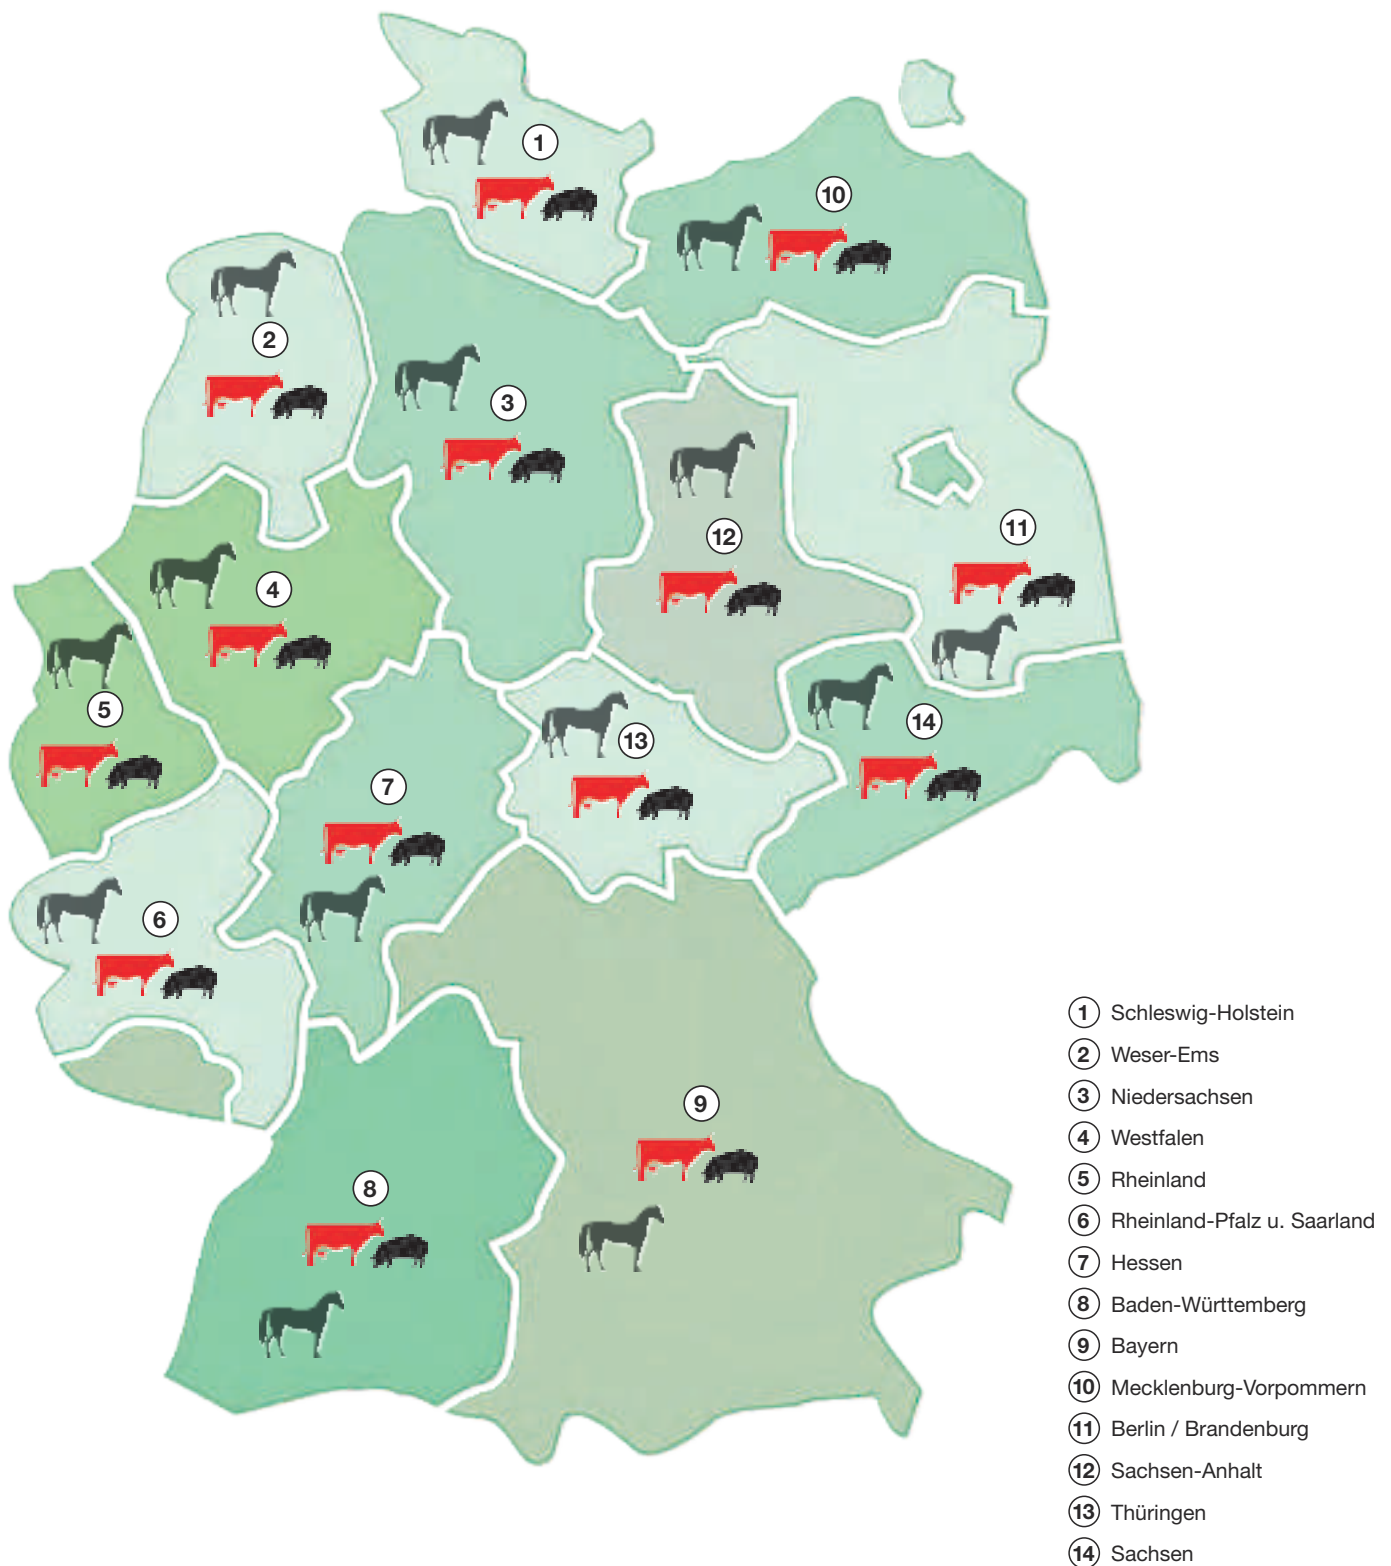 1
10
2
3
12
11
4
5
14
13
7
6
9
8
1 Schleswig-Holstein
2 Weser-Ems
3 Niedersachsen
4 Westfalen
5 Rheinland
6 Rheinland-Pfalz u. Saarland
7 Hessen
8 Baden-Württemberg
9 Bayern
10 Mecklenburg-Vorpommern
11 Berlin / Brandenburg
12 Sachsen-Anhalt
13 Thüringen
14 Sachsen